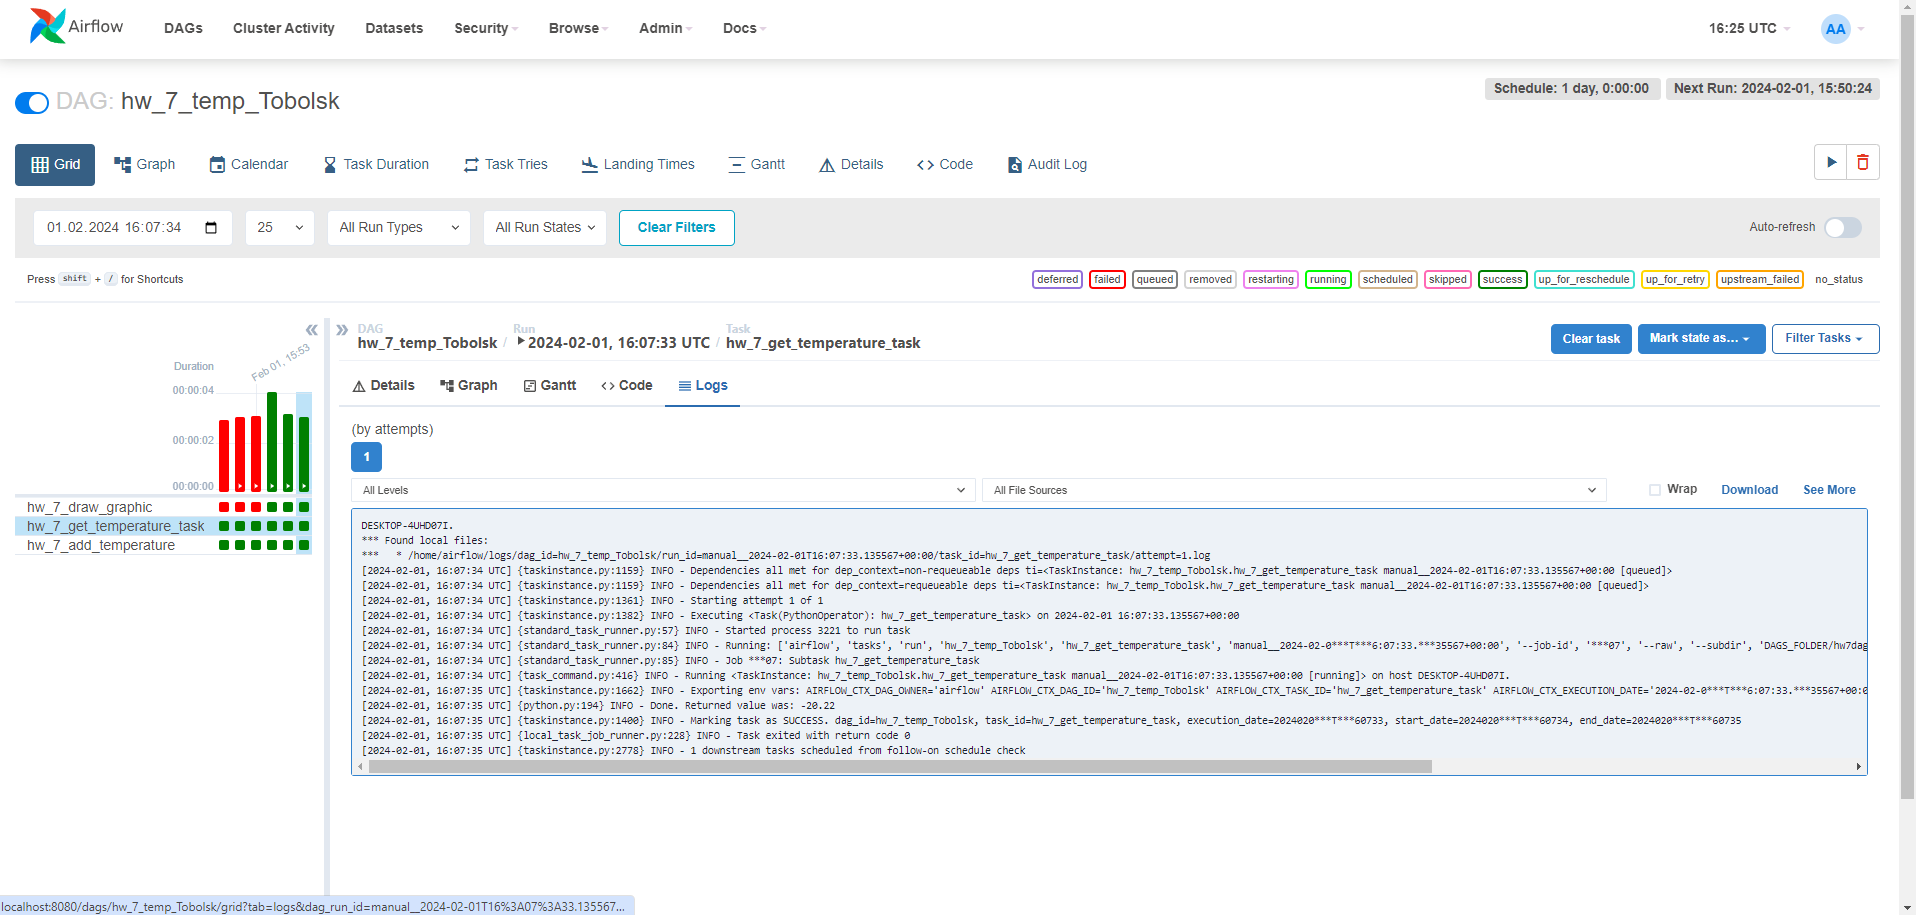 Airflow DAGs Cluster Activity Datasets Security Browse Admin Docs 16:25 UTC AA
DAG: hw_7_temp_Tobolsk Schedule: 1 day, 0:00:00 Next Run: 2024-02-01, 15:50:24
Grid Graph Calendar Task Duration Task Tries Landing Times Gantt Details Code Audit Log
01.02.2024 16:07:34 25 All Run Types All Run States Clear Filters Auto-refresh
Press shift + / for Shortcuts deferred failed queued removed restarting running scheduled skipped success up_for_reschedule up_for_retry upstream_failed no_status
DAG Run Task
hw_7_temp_Tobolsk / 2024-02-01, 16:07:33 UTC / hw_7_get_temperature_task Clear task Mark state as... Filter Tasks
Feb 01, 15:53
Duration
00:00:04
00:00:02
00:00:00
hw_7_draw_graphic
hw_7_get_temperature_task
hw_7_add_temperature
Details Graph Gantt Code Logs
(by attempts)
1
All Levels All File Sources Wrap Download See More
DESKTOP-4UHD07I.
*** Found local files:
***   * /home/airflow/logs/dag_id=hw_7_temp_Tobolsk/run_id=manual__2024-02-01T16:07:33.135567+00:00/task_id=hw_7_get_temperature_task/attempt=1.log
[2024-02-01, 16:07:34 UTC] {taskinstance.py:1159} INFO - Dependencies all met for dep_context=non-requeueable deps ti=<TaskInstance: hw_7_temp_Tobolsk.hw_7_get_temperature_task manual__2024-02-01T16:07:33.135567+00:00 [queued]>
[2024-02-01, 16:07:34 UTC] {taskinstance.py:1159} INFO - Dependencies all met for dep_context=requeueable deps ti=<TaskInstance: hw_7_temp_Tobolsk.hw_7_get_temperature_task manual__2024-02-01T16:07:33.135567+00:00 [queued]>
[2024-02-01, 16:07:34 UTC] {taskinstance.py:1361} INFO - Starting attempt 1 of 1
[2024-02-01, 16:07:34 UTC] {taskinstance.py:1382} INFO - Executing <Task(PythonOperator): hw_7_get_temperature_task> on 2024-02-01 16:07:33.135567+00:00
[2024-02-01, 16:07:34 UTC] {standard_task_runner.py:57} INFO - Started process 3221 to run task
[2024-02-01, 16:07:34 UTC] {standard_task_runner.py:84} INFO - Running: ['airflow', 'tasks', 'run', 'hw_7_temp_Tobolsk', 'hw_7_get_temperature_task', 'manual__2024-02-0***T***6:07:33.***35567+00:00', '--job-id', '***07', '--raw', '--subdir', 'DAGS_FOLDER/hw7dag
[2024-02-01, 16:07:34 UTC] {standard_task_runner.py:85} INFO - Job ***07: Subtask hw_7_get_temperature_task
[2024-02-01, 16:07:34 UTC] {task_command.py:416} INFO - Running <TaskInstance: hw_7_temp_Tobolsk.hw_7_get_temperature_task manual__2024-02-01T16:07:33.135567+00:00 [running]> on host DESKTOP-4UHD07I.
[2024-02-01, 16:07:35 UTC] {taskinstance.py:1662} INFO - Exporting env vars: AIRFLOW_CTX_DAG_OWNER='airflow' AIRFLOW_CTX_DAG_ID='hw_7_temp_Tobolsk' AIRFLOW_CTX_TASK_ID='hw_7_get_temperature_task' AIRFLOW_CTX_EXECUTION_DATE='2024-02-0***T***6:07:33.***35567+00:0
[2024-02-01, 16:07:35 UTC] {python.py:194} INFO - Done. Returned value was: -20.22
[2024-02-01, 16:07:35 UTC] {taskinstance.py:1400} INFO - Marking task as SUCCESS. dag_id=hw_7_temp_Tobolsk, task_id=hw_7_get_temperature_task, execution_date=2024020***T***60733, start_date=2024020***T***60734, end_date=2024020***T***60735
[2024-02-01, 16:07:35 UTC] {local_task_job_runner.py:228} INFO - Task exited with return code 0
[2024-02-01, 16:07:35 UTC] {taskinstance.py:2778} INFO - 1 downstream tasks scheduled from follow-on schedule check
localhost:8080/dags/hw_7_temp_Tobolsk/grid?tab=logs&dag_run_id=manual__2024-02-01T16%3A07%3A33.135567...